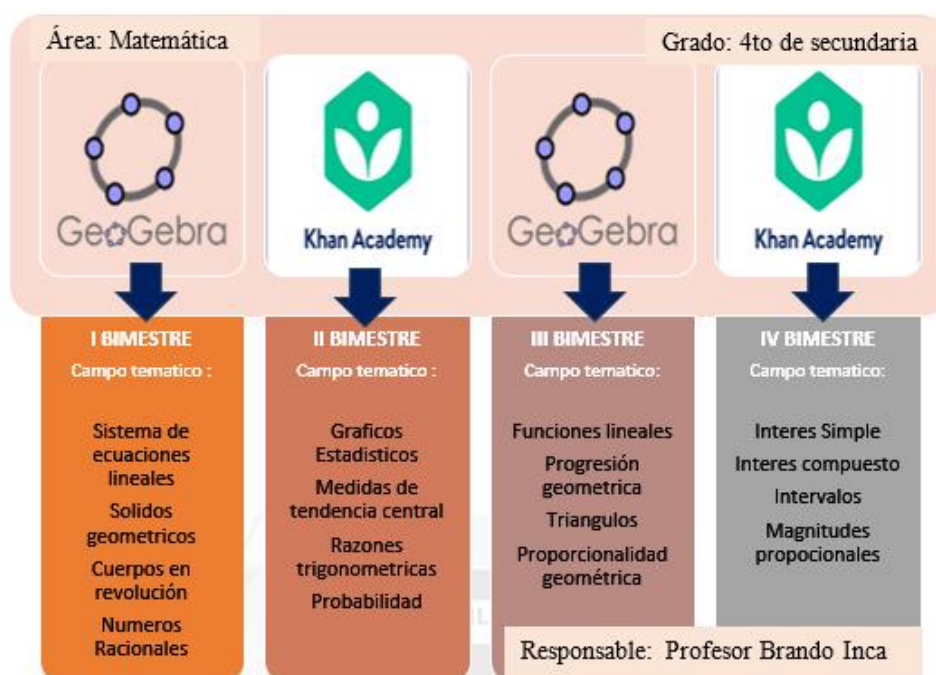 Área: Matemática
Grado: 4to de secundaria
GeoGebra
Khan Academy
GeoGebra
Khan Academy
I BIMESTRE
Campo tematico :
Sistema de
ecuaciones
lineales
Solidos
geometricos
Cuerpos en
revolución
Numeros
Racionales
II BIMESTRE
Campo tematico :
Graficos
Estadisticos
Medidas de
tendencia central
Razones
trigonometricas
Probabilidad
III BIMESTRE
Campo tematico:
Funciones lineales
Progresión
geometrica
Triangulos
Proporcionalidad
geométrica
IV BIMESTRE
Campo tematico:
Interes Simple
Interes compuesto
Intervalos
Magnitudes
propocionales
Responsable: Profesor Brando Inca